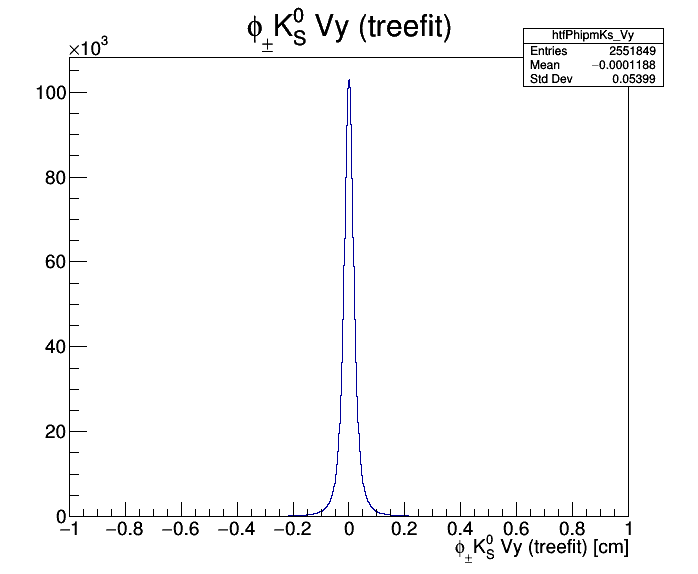 ϕ± K⁰S Vy (treefit)
htfPhipmKs_Vy
Entries 2551849
Mean −0.0001188
Std Dev 0.05399
×10³
100
80
60
40
20
0
−1 −0.8 −0.6 −0.4 −0.2 0 0.2 0.4 0.6 0.8 1
ϕ± K⁰S Vy (treefit) [cm]